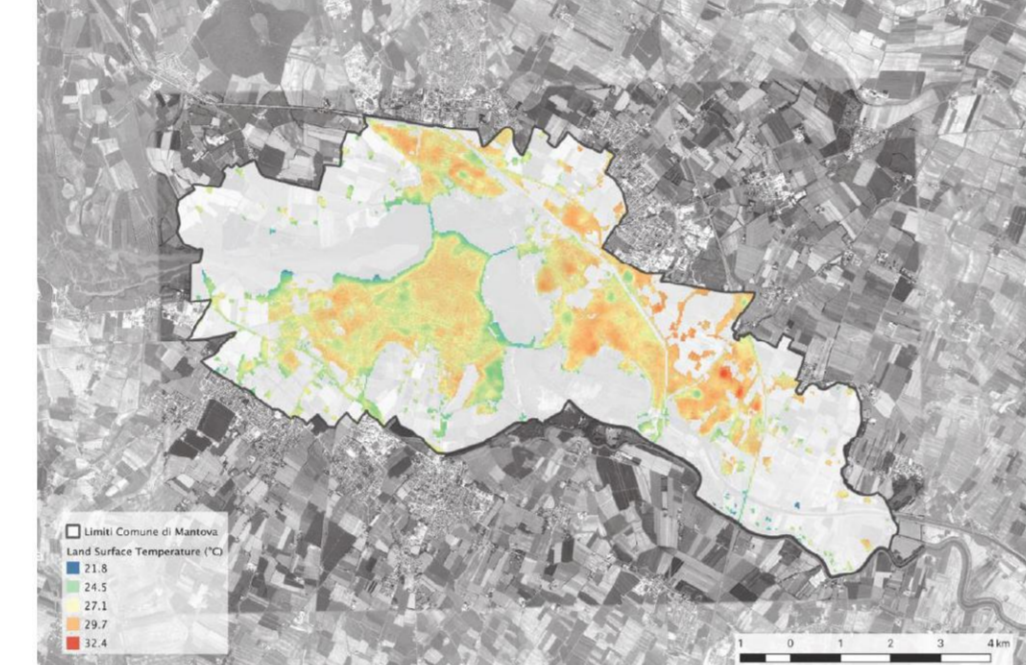 Limiti Comune di Mantova
Land Surface Temperature (°C)
21.8
24.5
27.1
29.7
32.4
1 0 1 2 3 4 km